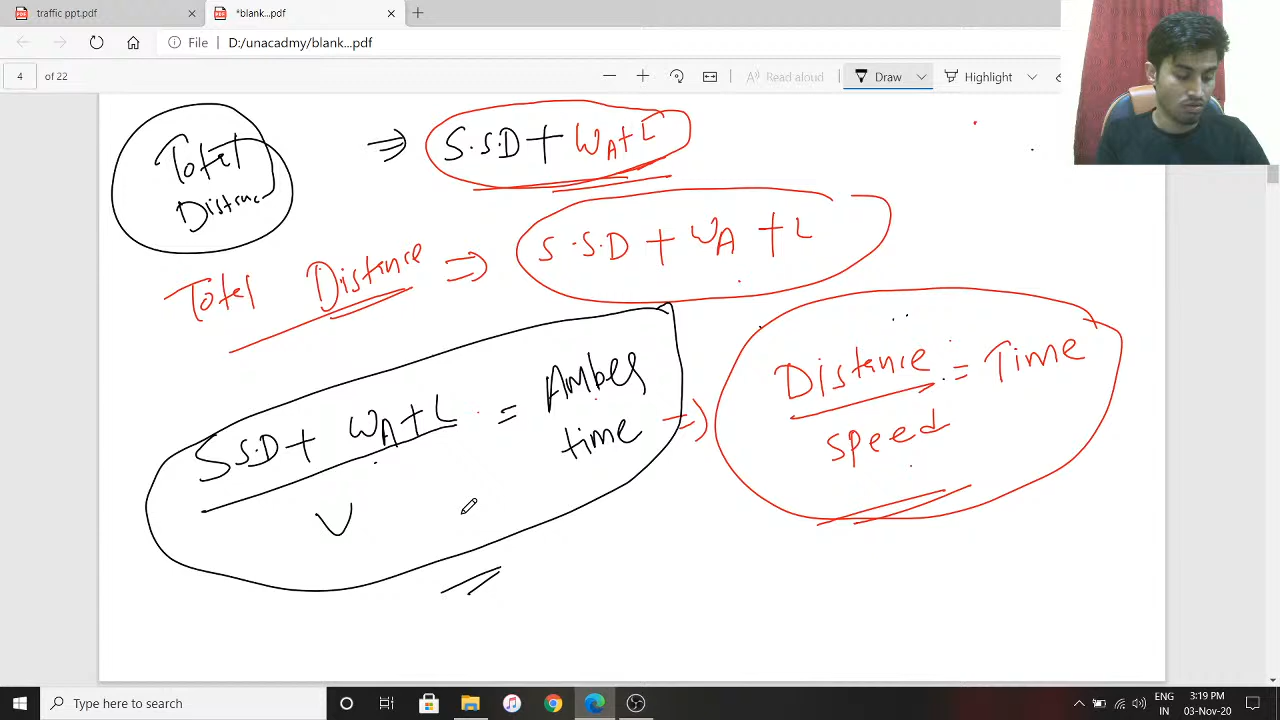 traffic ppt.pdf
*blank...pdf
File D:/unacadmy/blank...pdf
4 of 22
Read aloud
Draw
Highlight
Total Distance ⇒ S.S.D + WA+L
Total Distance ⇒ S.S.D + WA + L
SSD + WA+L / V = Amber time ⇒ Distance / speed = Time
Type here to search
ENG 3:19 PM
IN 03-Nov-20